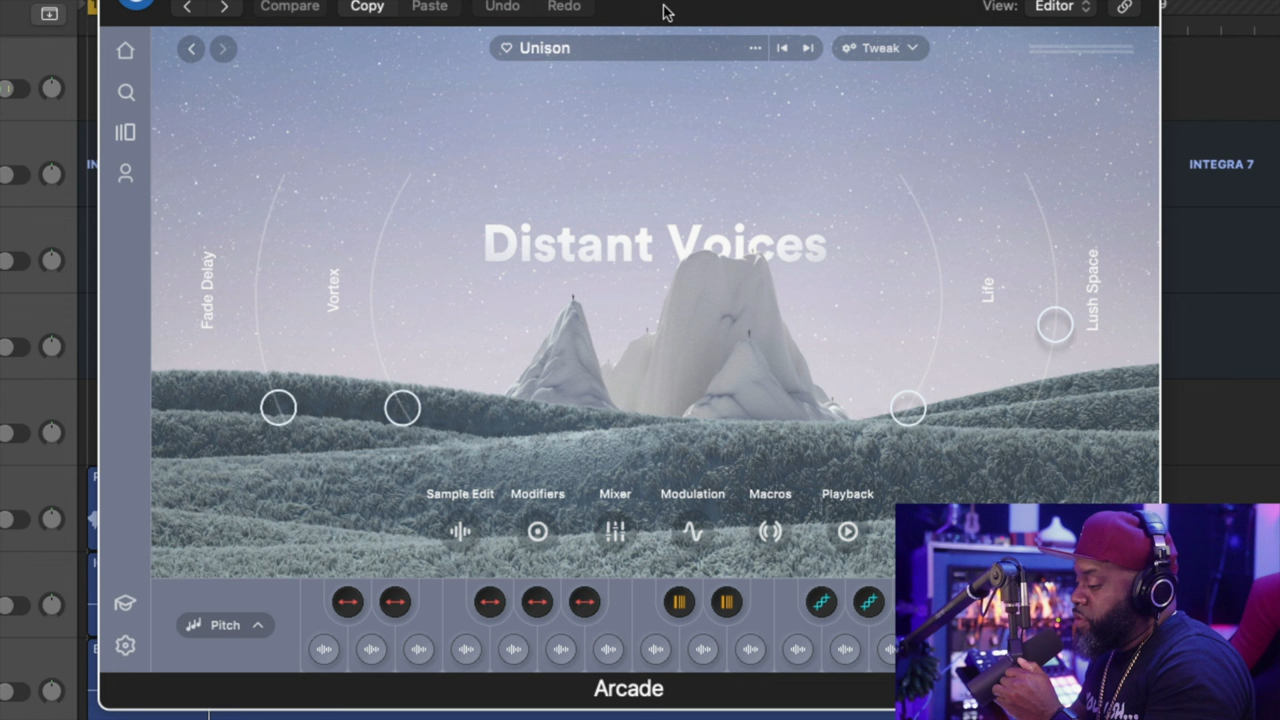 Compare
Copy
Paste
Undo
Redo
View:
Editor
Unison
Tweak
INTEGRA 7
Distant Voices
Fade Delay
Vortex
Life
Lush Space
Sample Edit
Modifiers
Mixer
Modulation
Macros
Playback
Pitch
Arcade